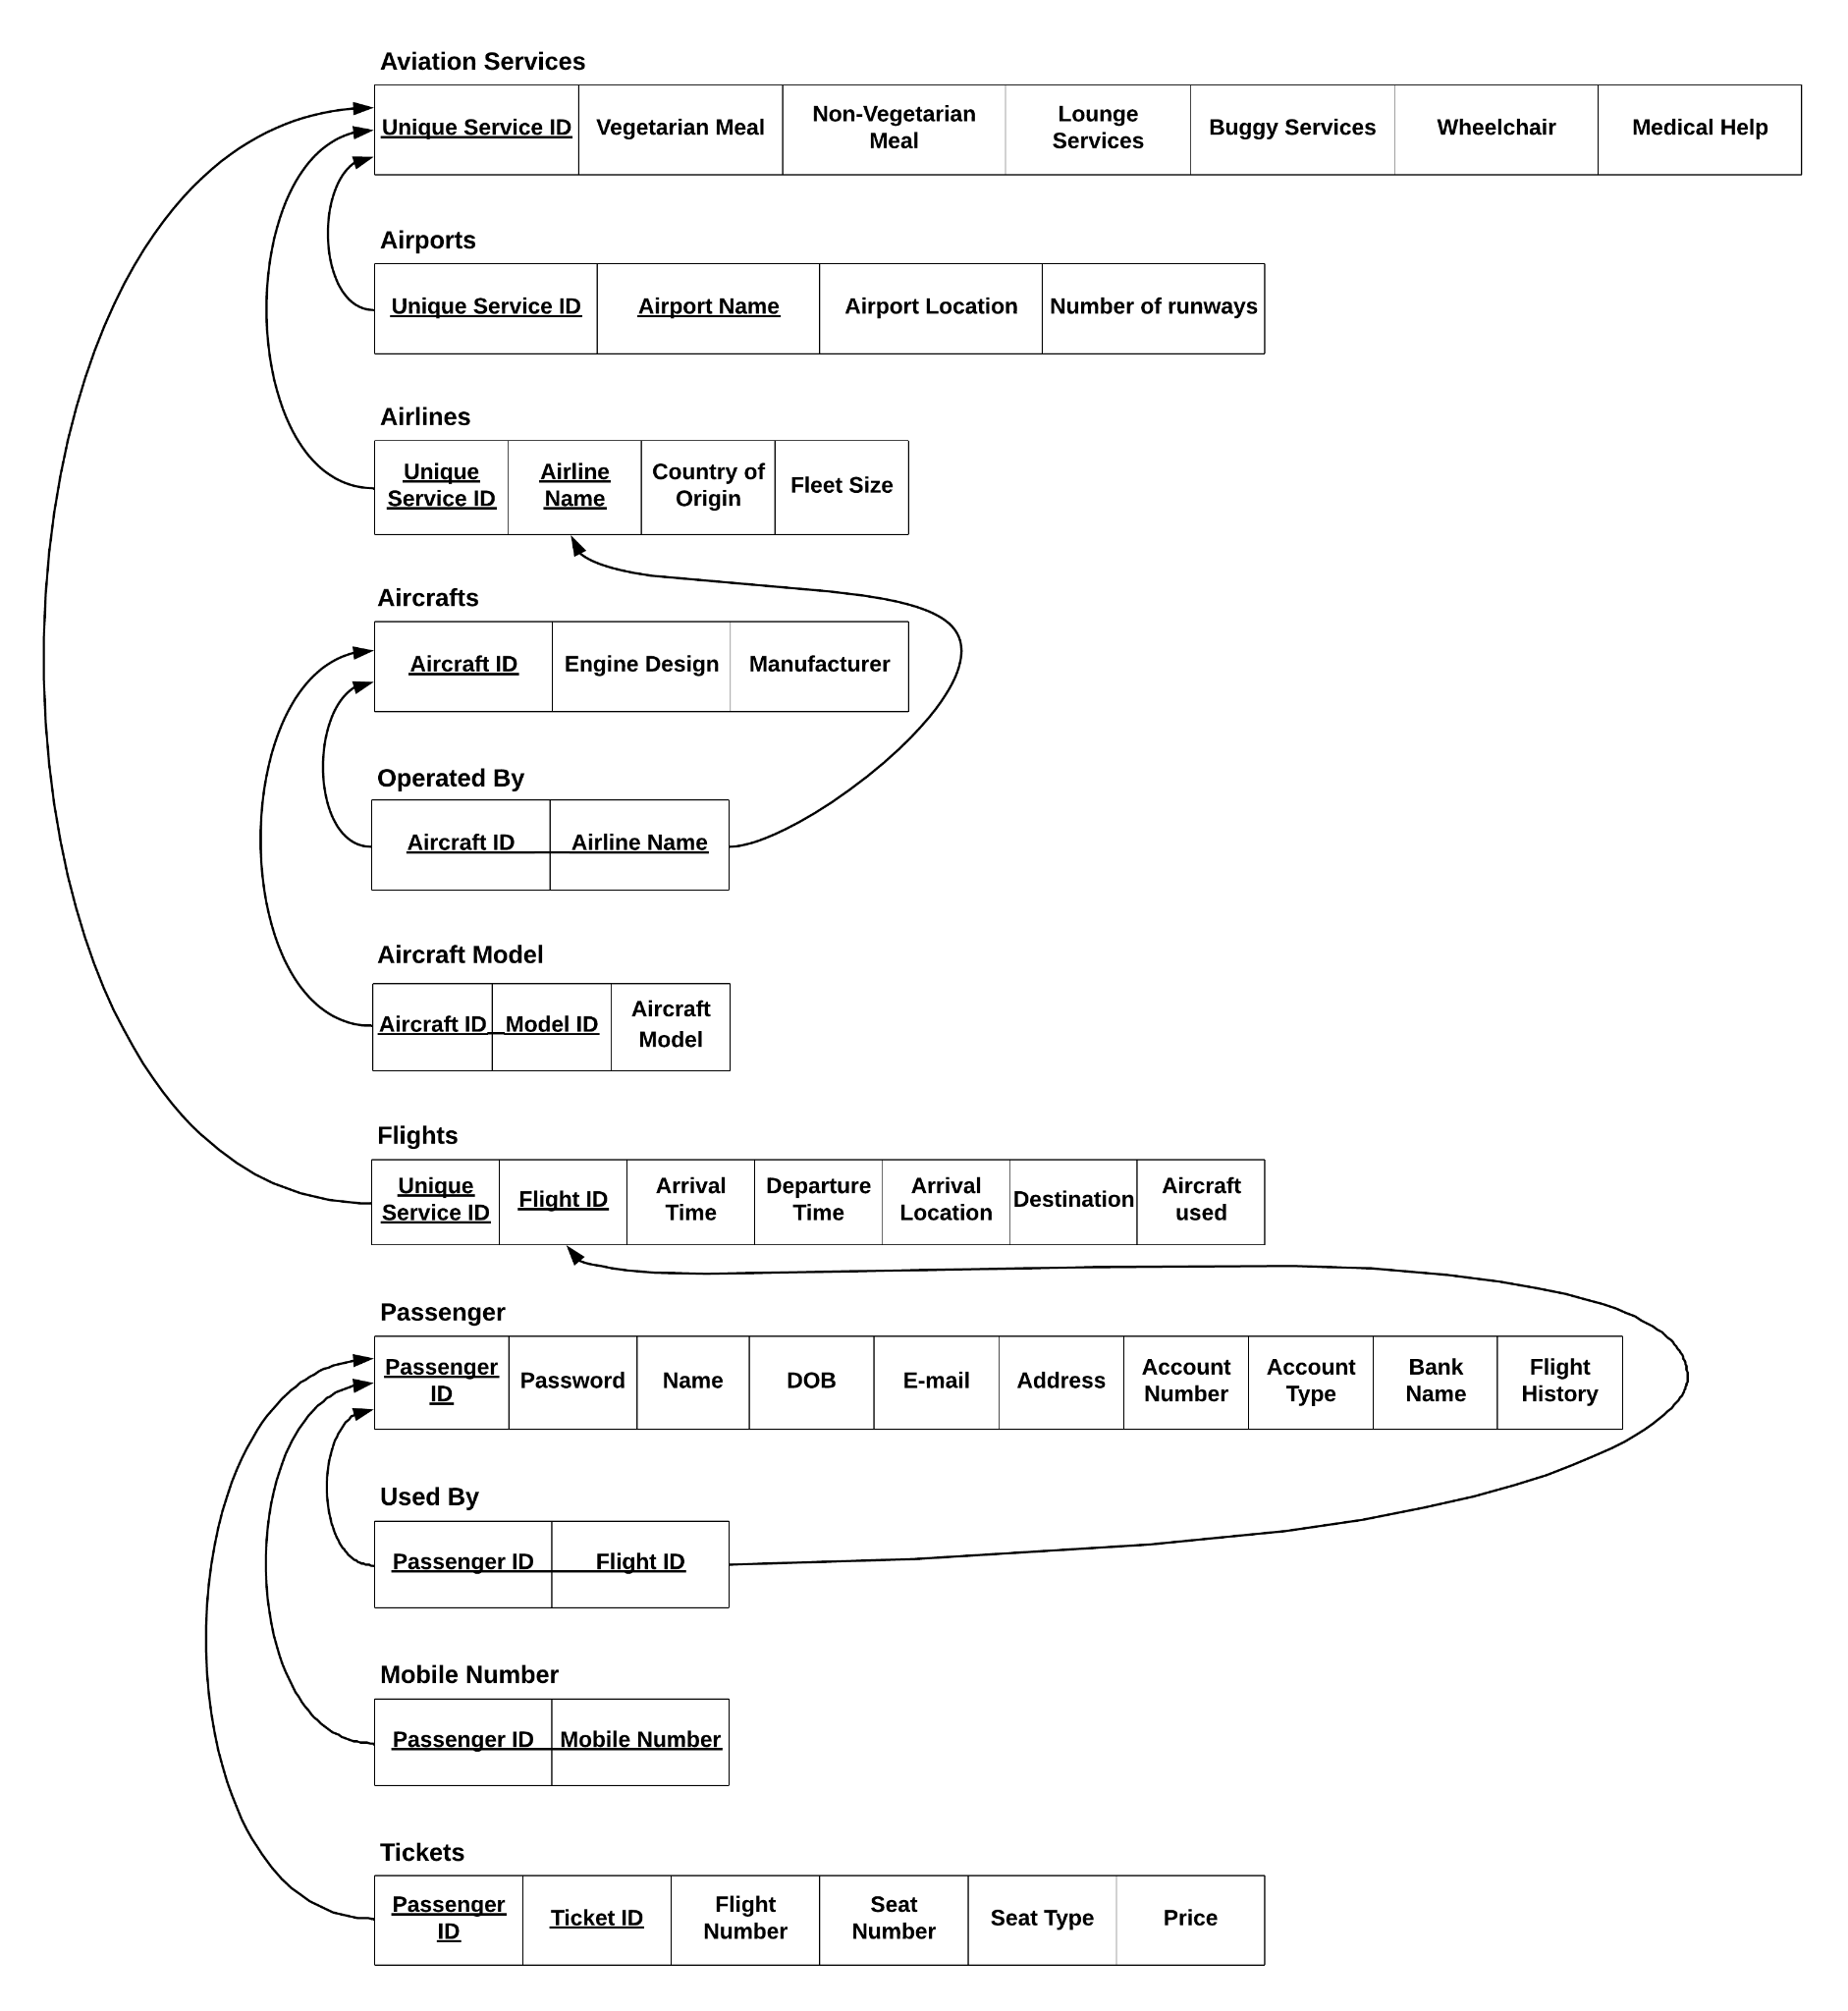 Aviation Services
Unique Service ID Vegetarian Meal Non-Vegetarian Meal Lounge Services Buggy Services Wheelchair Medical Help
Airports
Unique Service ID Airport Name Airport Location Number of runways
Airlines
Unique Service ID Airline Name Country of Origin Fleet Size
Aircrafts
Aircraft ID Engine Design Manufacturer
Operated By
Aircraft ID Airline Name
Aircraft Model
Aircraft ID Model ID Aircraft Model
Flights
Unique Service ID Flight ID Arrival Time Departure Time Arrival Location Destination Aircraft used
Passenger
Passenger ID Password Name DOB E-mail Address Account Number Account Type Bank Name Flight History
Used By
Passenger ID Flight ID
Mobile Number
Passenger ID Mobile Number
Tickets
Passenger ID Ticket ID Flight Number Seat Number Seat Type Price